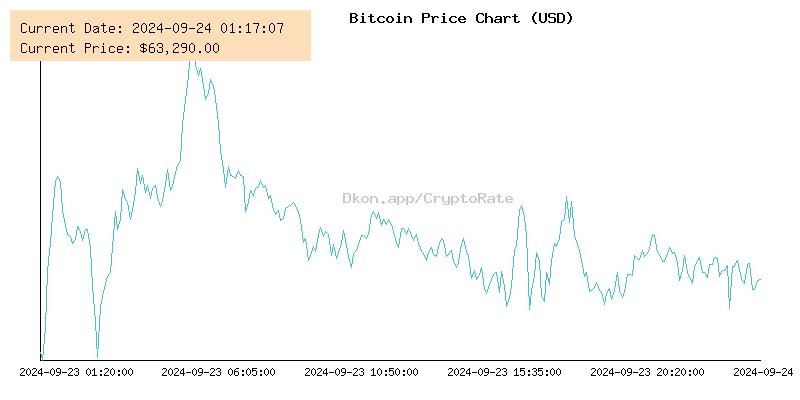 Bitcoin Price Chart (USD)
Current Date: 2024-09-24 01:17:07
Current Price: $63,290.00
Dkon.app/CryptoRate
2024-09-23 01:20:00 2024-09-23 06:05:00 2024-09-23 10:50:00 2024-09-23 15:35:00 2024-09-23 20:20:00 2024-09-24